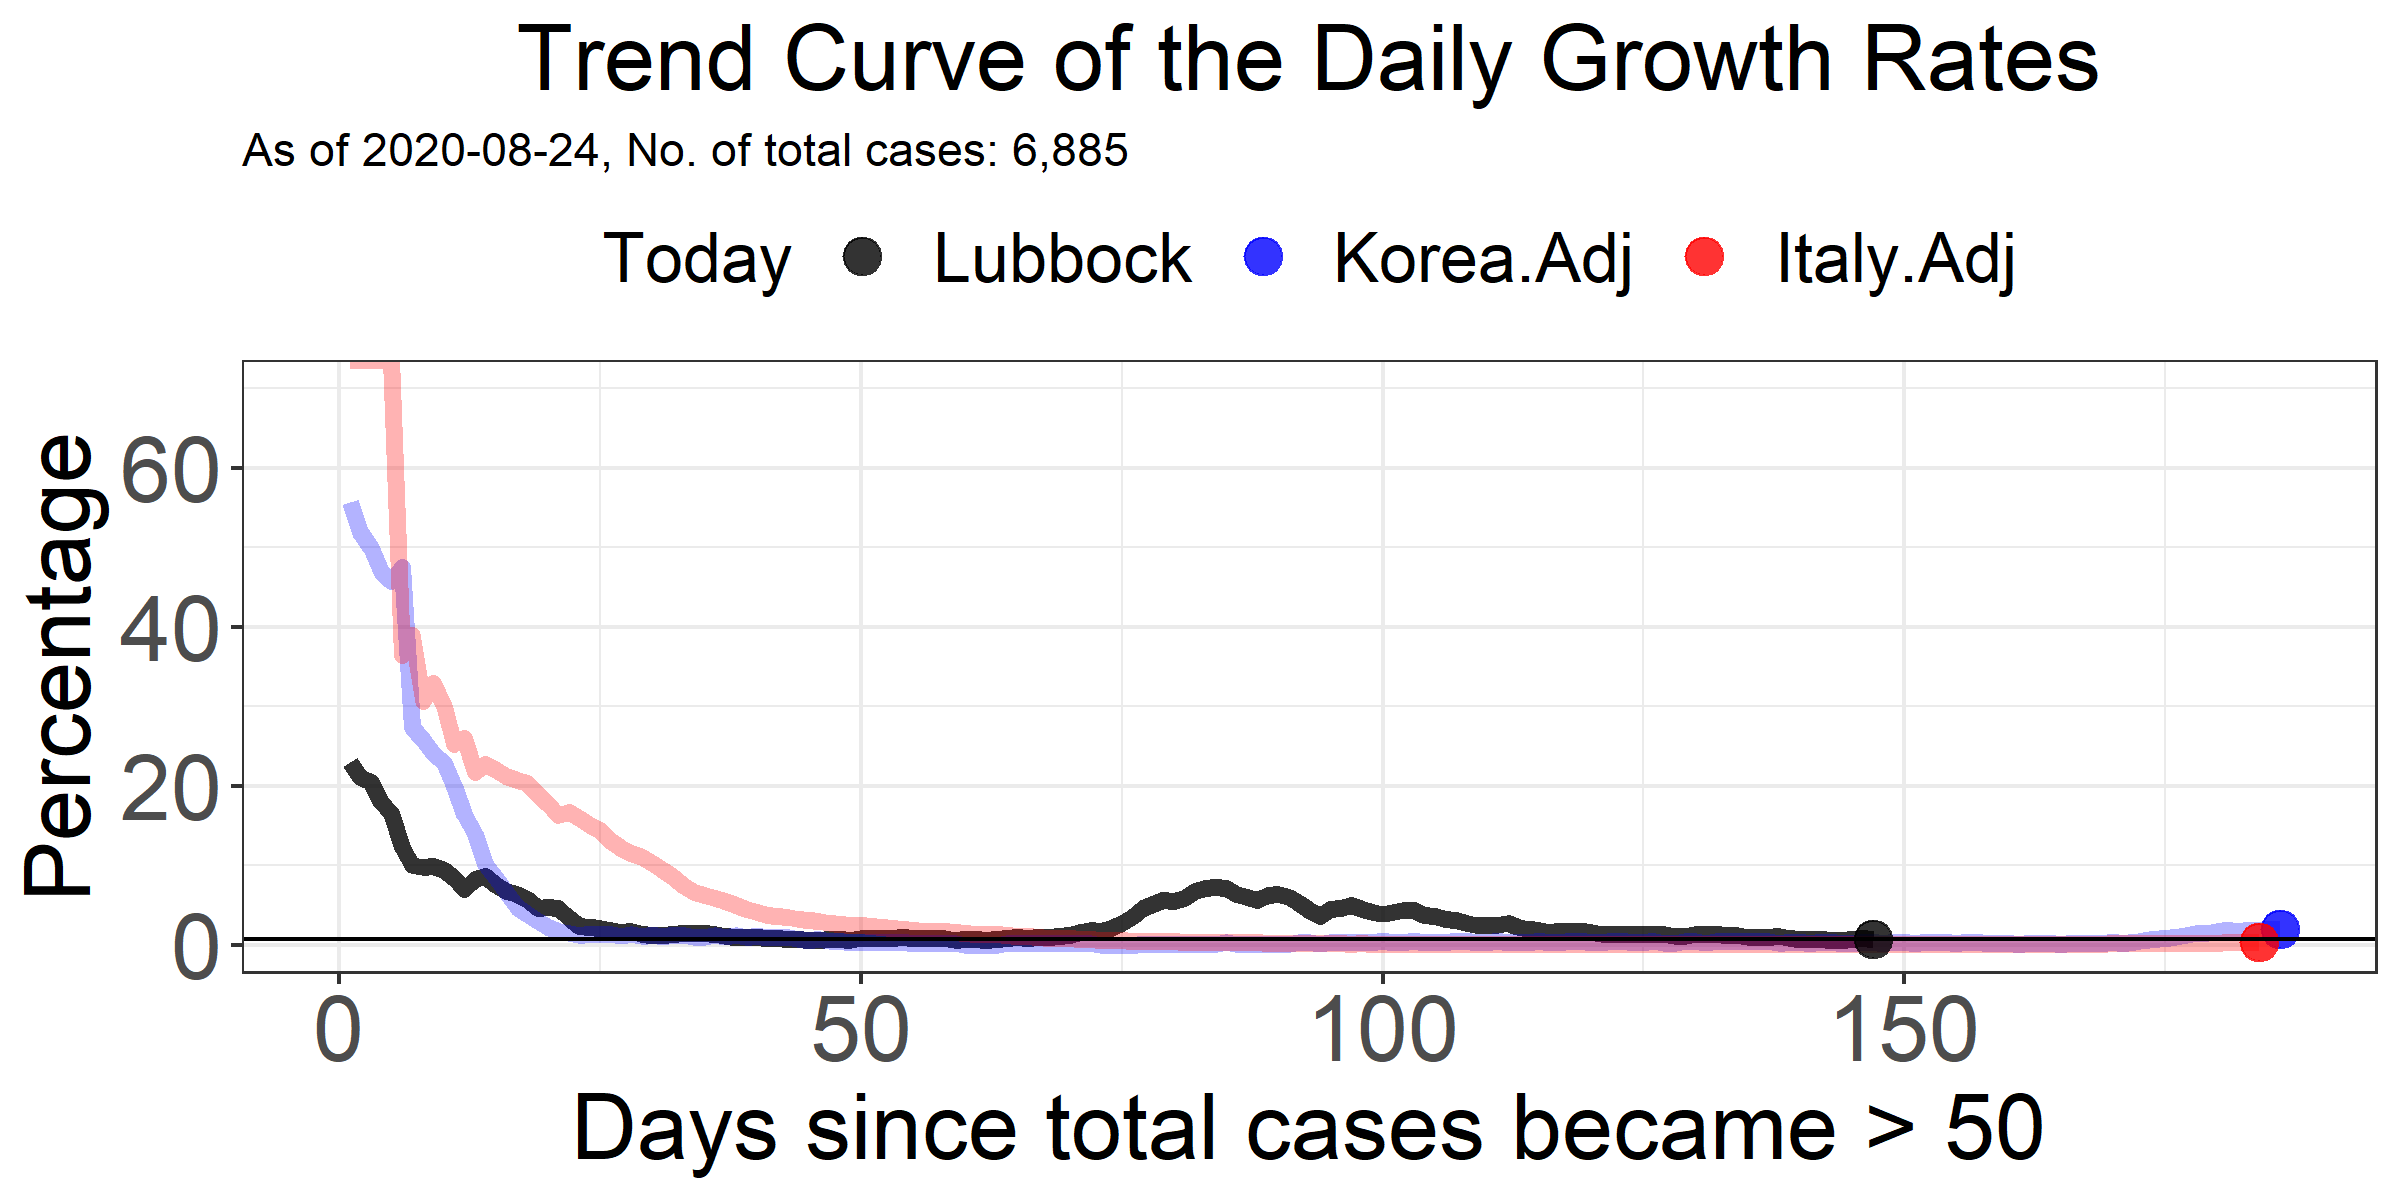 Trend Curve of the Daily Growth Rates
As of 2020-08-24, No. of total cases: 6,885
Today Lubbock Korea.Adj Italy.Adj
Percentage
60
40
20
0
0 50 100 150
Days since total cases became > 50